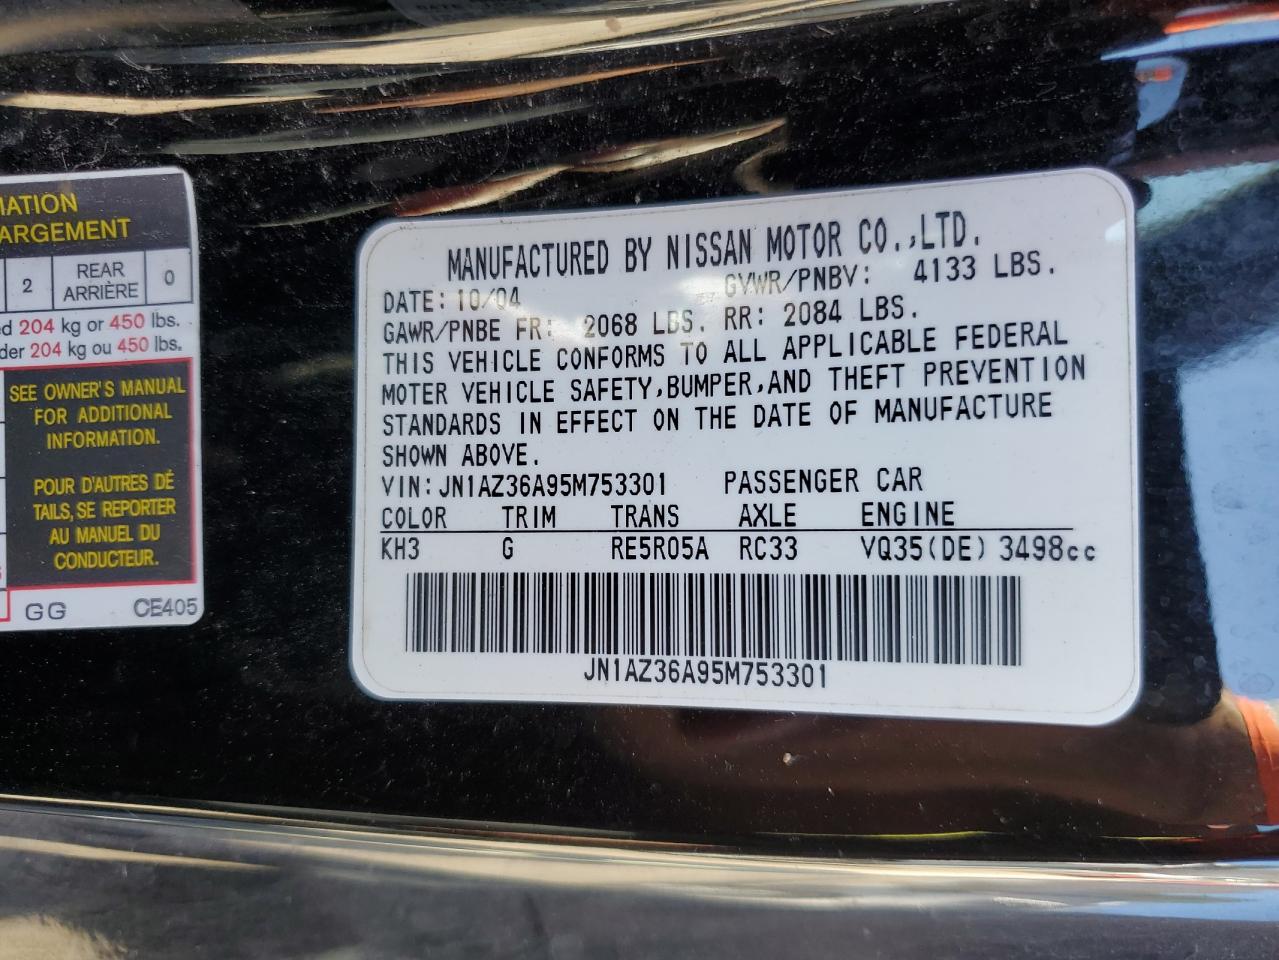 MATION
ARGEMENT
2
REAR
ARRIÈRE
0
204 kg or 450 lbs.
der 204 kg ou 450 lbs.
SEE OWNER'S MANUAL
FOR ADDITIONAL
INFORMATION.
POUR D'AUTRES DÉ
TAILS, SE REPORTER
AU MANUEL DU
CONDUCTEUR.
GG CE405
MANUFACTURED BY NISSAN MOTOR CO.,LTD.
DATE: 10/04 GVWR/PNBV: 4133 LBS.
GAWR/PNBE FR: 2068 LBS. RR: 2084 LBS.
THIS VEHICLE CONFORMS TO ALL APPLICABLE FEDERAL
MOTER VEHICLE SAFETY,BUMPER,AND THEFT PREVENTION
STANDARDS IN EFFECT ON THE DATE OF MANUFACTURE
SHOWN ABOVE.
VIN: JN1AZ36A95M753301 PASSENGER CAR
COLOR TRIM TRANS AXLE ENGINE
KH3 G RE5R05A RC33 VQ35(DE) 3498cc
JN1AZ36A95M753301